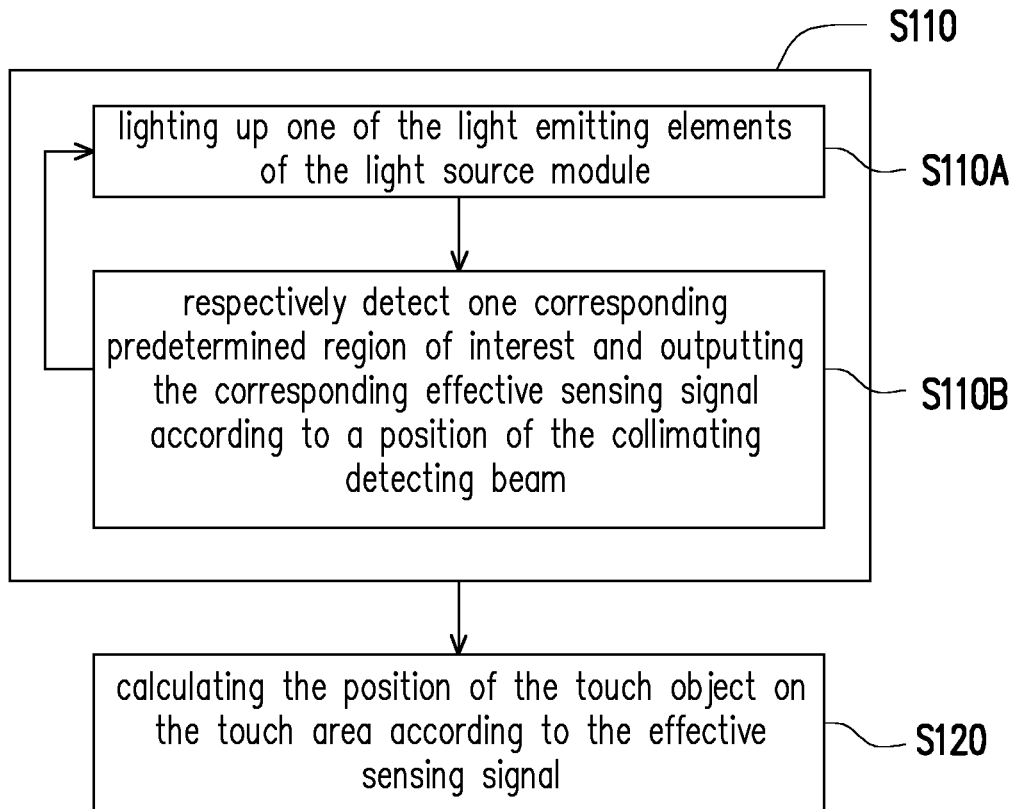 S110
lighting up one of the light emitting elements
of the light source module
S110A
respectively detect one corresponding
predetermined region of interest and outputting
the corresponding effective sensing signal
according to a position of the collimating
detecting beam
S110B
calculating the position of the touch object on
the touch area according to the effective
sensing signal
S120